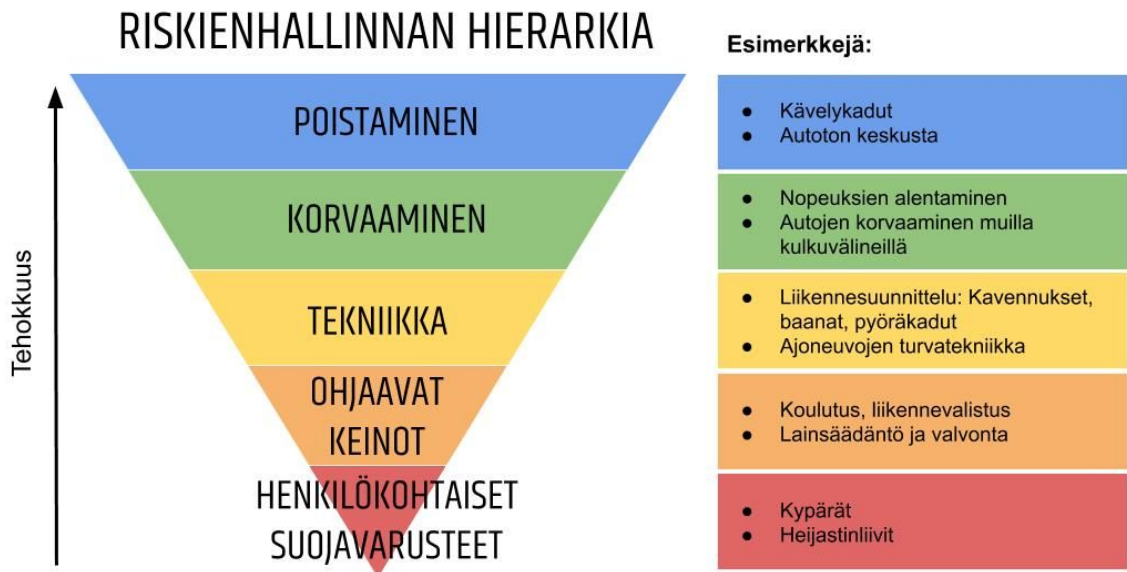 RISKIENHALLINNAN HIERARKIA
Esimerkkejä:
Tehokkuus
POISTAMINEN
● Kävelykadut
● Autoton keskusta
KORVAAMINEN
● Nopeuksien alentaminen
● Autojen korvaaminen muilla
kulkuvälineillä
TEKNIIKKA
● Liikennesuunnittelu: Kavennukset,
baanat, pyöräkadut
● Ajoneuvojen turvatekniikka
OHJAAVAT
KEINOT
● Koulutus, liikennevalistus
● Lainsäädäntö ja valvonta
HENKILÖKOHTAISET
SUOJAVARUSTEET
● Kypärät
● Heijastinliivit